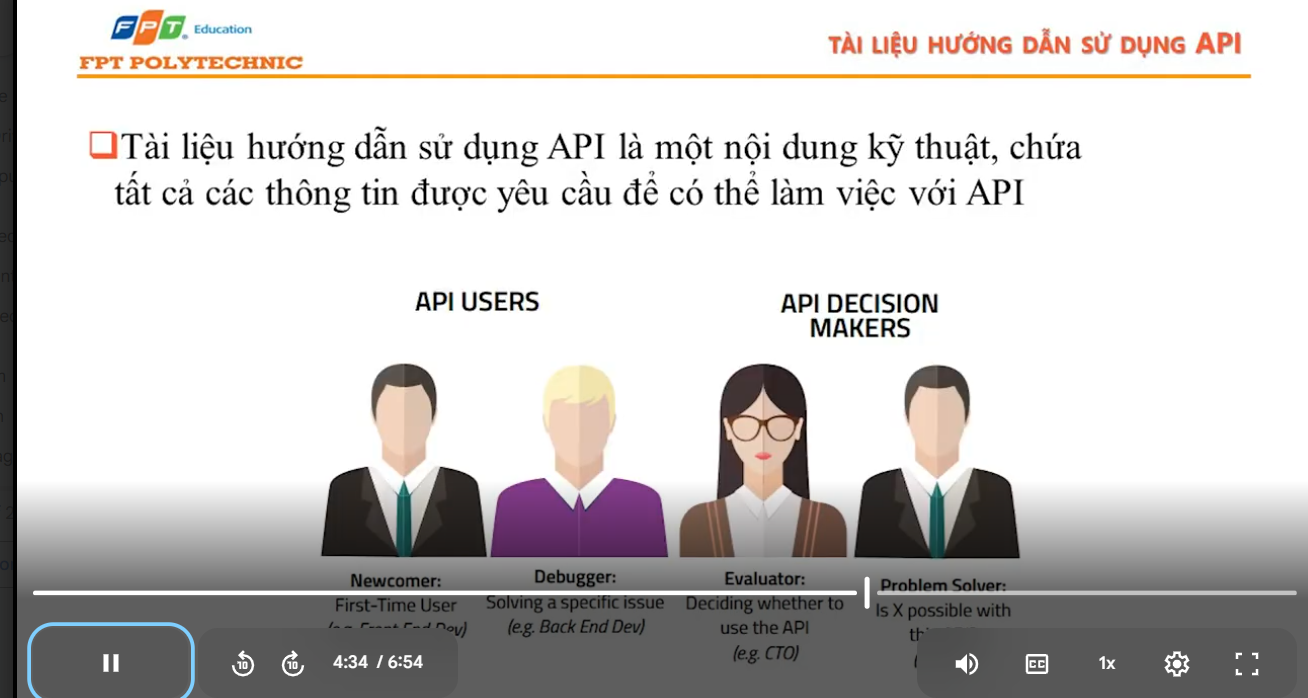 FPT Education
FPT POLYTECHNIC
TÀI LIỆU HƯỚNG DẪN SỬ DỤNG API
Tài liệu hướng dẫn sử dụng API là một nội dung kỹ thuật, chứa
tất cả các thông tin được yêu cầu để có thể làm việc với API
API USERS
API DECISION
MAKERS
Newcomer:
First-Time User
Debugger:
Solving a specific issue
(e.g. Back End Dev)
Evaluator:
Deciding whether to
use the API
(e.g. CTO)
Problem Solver:
Is X possible with
10
10
4:34 / 6:54
CC
1x